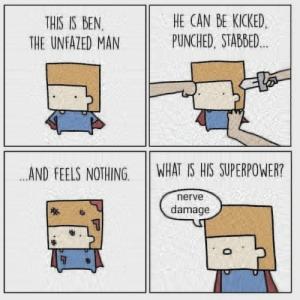 THIS IS BEN,
THE UNFAZED MAN
HE CAN BE KICKED,
PUNCHED, STABBED...
...AND FEELS NOTHING.
WHAT IS HIS SUPERPOWER?
nerve
damage